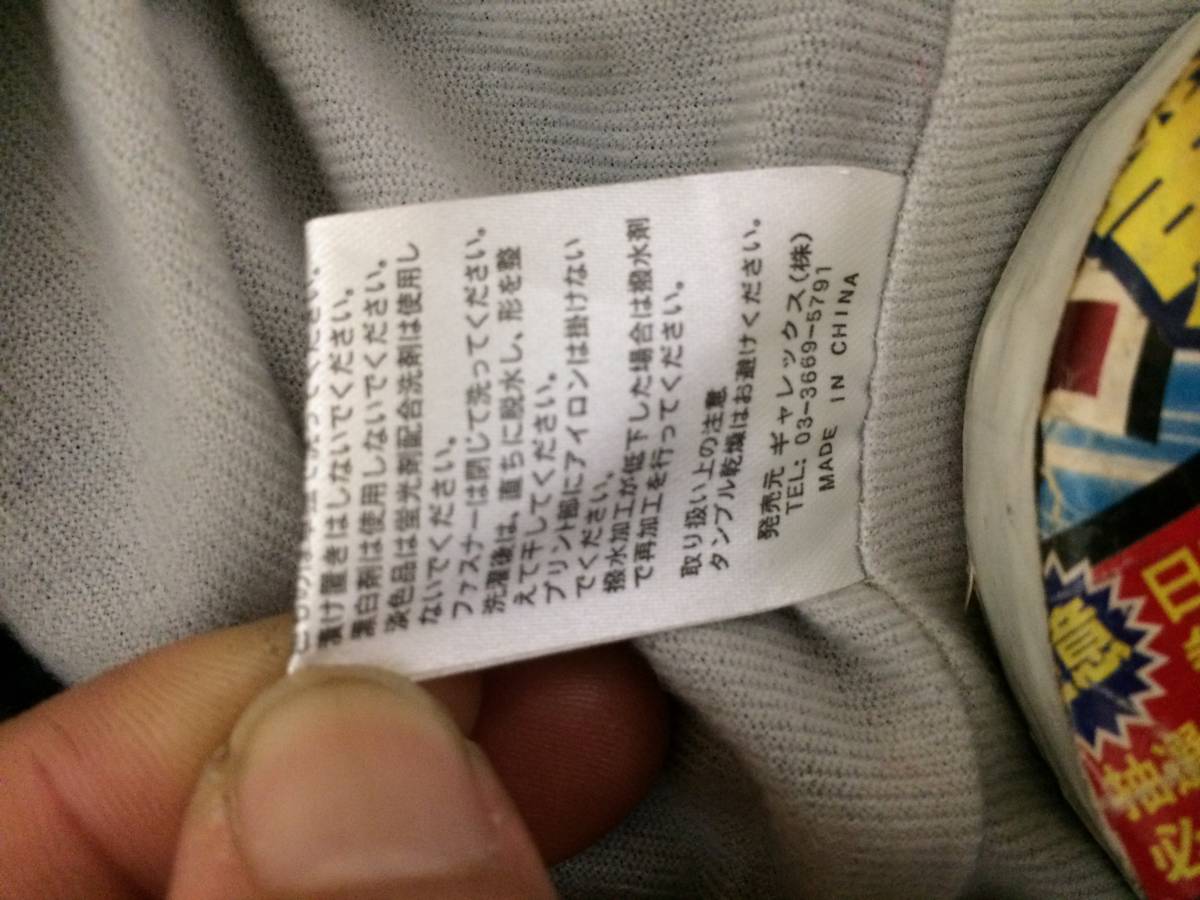 漬け置きはしないでください。
漂白剤は使用しないでください。
淡色品は蛍光剤配合洗剤は使用し
ないでください。
ファスナーは閉じて洗ってください。
洗濯後は、直ちに脱水し、形を整
えて干してください。
プリント部にアイロンは掛けない
でください。
撥水加工が低下した場合は撥水剤
で再加工を行ってください。
取り扱い上の注意
タンブル乾燥はお避けください。
発売元 ギャレックス(株)
TEL: 03-3669-5791
MADE IN CHINA